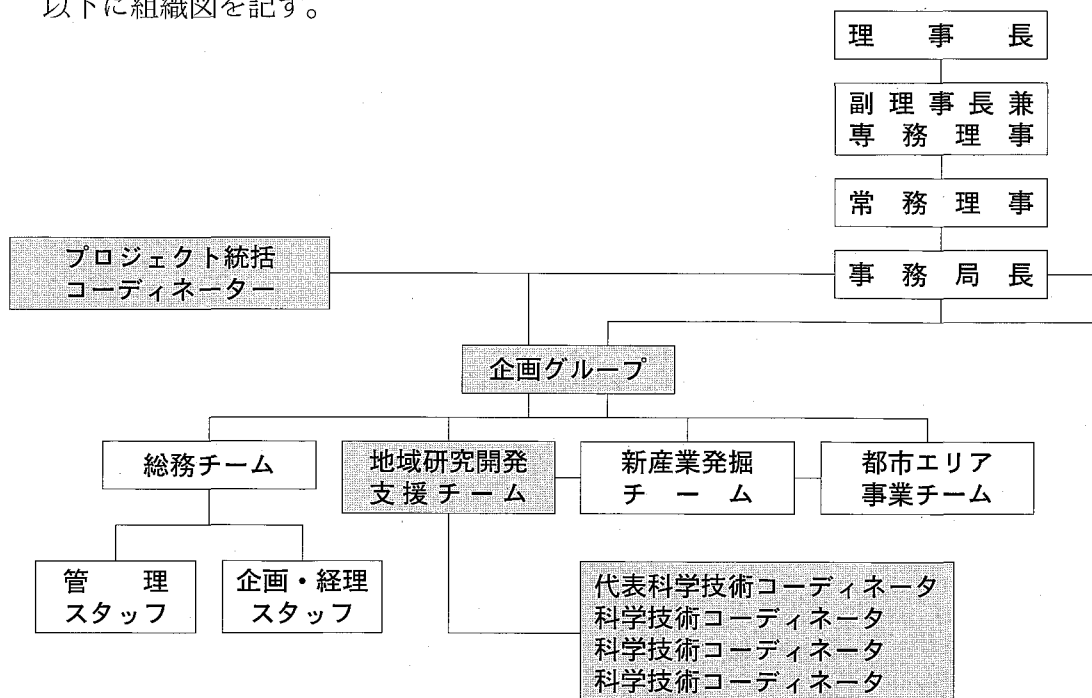 以下に組織図を記す。
理事長
副理事長兼
専務理事
常務理事
事務局長
プロジェクト統括
コーディネーター
企画グループ
総務チーム
地域研究開発
支援チーム
新産業発掘
チーム
都市エリア
事業チーム
管理
スタッフ
企画・経理
スタッフ
代表科学技術コーディネータ
科学技術コーディネータ
科学技術コーディネータ
科学技術コーディネータ